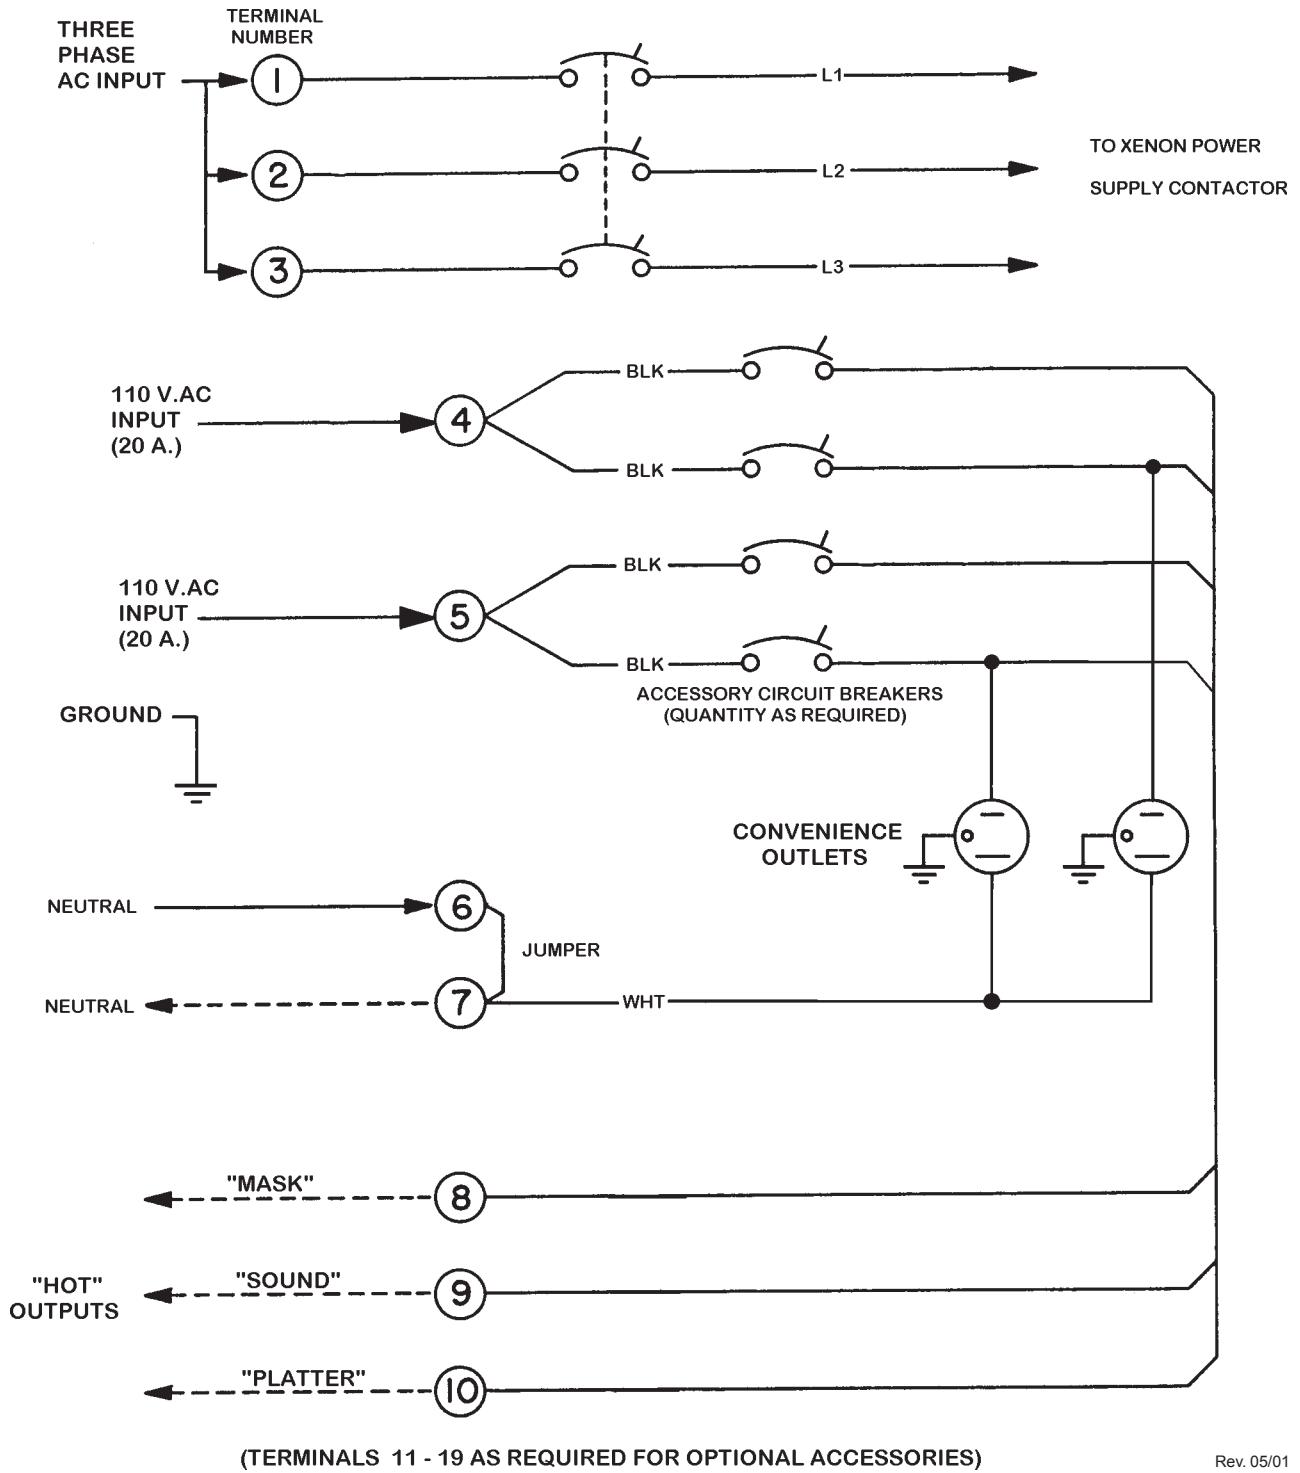 THREE
PHASE
AC INPUT
TERMINAL
NUMBER
1
L1
2
L2
TO XENON POWER
SUPPLY CONTACTOR
3
L3
110 V.AC
INPUT
(20 A.)
4
BLK
BLK
110 V.AC
INPUT
(20 A.)
5
BLK
BLK
ACCESSORY CIRCUIT BREAKERS
(QUANTITY AS REQUIRED)
GROUND
CONVENIENCE
OUTLETS
NEUTRAL
6
JUMPER
NEUTRAL
7
WHT
"MASK"
8
"HOT"
OUTPUTS
"SOUND"
9
"PLATTER"
10
(TERMINALS 11 - 19 AS REQUIRED FOR OPTIONAL ACCESSORIES)
Rev. 05/01